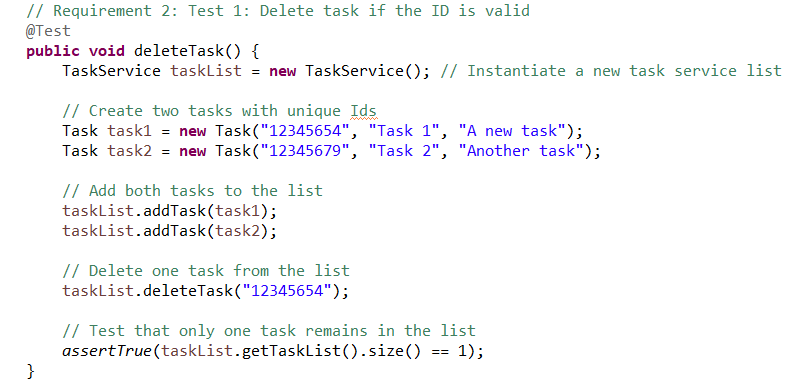 // Requirement 2: Test 1: Delete task if the ID is valid
@Test
public void deleteTask() {
    TaskService taskList = new TaskService(); // Instantiate a new task service list

    // Create two tasks with unique Ids
    Task task1 = new Task("12345654", "Task 1", "A new task");
    Task task2 = new Task("12345679", "Task 2", "Another task");

    // Add both tasks to the list
    taskList.addTask(task1);
    taskList.addTask(task2);

    // Delete one task from the list
    taskList.deleteTask("12345654");

    // Test that only one task remains in the list
    assertTrue(taskList.getTaskList().size() == 1);
}